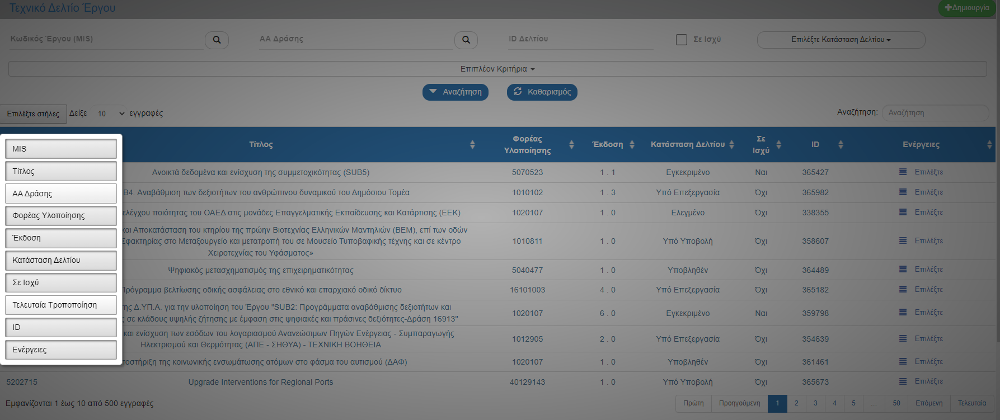 Τεχνικό Δελτίο Έργου
Δημιουργία
Κωδικός Έργου (MIS)
ΑΑ Δράσης
ID Δελτίου
Σε Ισχύ
Επιλέξτε Κατάσταση Δελτίου
Επιπλέον Κριτήρια
Αναζήτηση
Καθαρισμός
Επιλέξτε στήλες
Δείξε 10 εγγραφές
Αναζήτηση: Αναζήτηση
MIS
Τίτλος
ΑΑ Δράσης
Φορέας Υλοποίησης
Έκδοση
Κατάσταση Δελτίου
Σε Ισχύ
Τελευταία Τροποποίηση
ID
Ενέργειες
Τίτλος Φορέας Υλοποίησης Έκδοση Κατάσταση Δελτίου Σε Ισχύ ID Ενέργειες
Ανοικτά δεδομένα και ενίσχυση της συμμετοχικότητας (SUB5) 5070523 1 . 1 Εγκεκριμένο Ναι 365427 Επιλέξτε
Β4. Αναβάθμιση των δεξιοτήτων του ανθρώπινου δυναμικού του Δημόσιου Τομέα 1010102 1 . 3 Υπό Επεξεργασία Όχι 365982 Επιλέξτε
ελέγχου ποιότητας του ΟΑΕΔ στις μονάδες Επαγγελματικής Εκπαίδευσης και Κατάρτισης (ΕΕΚ) 1020107 1 . 0 Ελεγμένο Όχι 338355 Επιλέξτε
και Αποκατάσταση του κτηρίου της πρώην Βιοτεχνίας Ελληνικών Μαντηλιών (ΒΕΜ), επί των οδών
Σφακτηρίας στο Μεταξουργείο και μετατροπή του σε Μουσείο Τυποβαφικής τέχνης και σε κέντρο 1010811 1 . 0 Υπό Υποβολή Όχι 358607 Επιλέξτε
Χειροτεχνίας του Υφάσματος»
Ψηφιακός μετασχηματισμός της επιχειρηματικότητας 5040477 1 . 0 Υποβληθέν Όχι 364489 Επιλέξτε
Πρόγραμμα βελτίωσης οδικής ασφάλειας στο εθνικό και επαρχιακό οδικό δίκτυο 16101003 4 . 0 Υπό Επεξεργασία Όχι 365182 Επιλέξτε
της Δ.ΥΠ.Α. για την υλοποίηση του Έργου "SUB2: Προγράμματα αναβάθμισης δεξιοτήτων και
ς σε κλάδους υψηλής ζήτησης με έμφαση στις ψηφιακές και πράσινες δεξιότητες-Δράση 16913" 1020107 6 . 0 Εγκεκριμένο Ναι 359798 Επιλέξτε
και ενίσχυση των εσόδων του λογαριασμού Ανανεώσιμων Πηγών Ενέργειας - Συμπαραγωγής
Ηλεκτρισμού και Θερμότητας (ΑΠΕ - ΣΗΘΥΑ) - ΤΕΧΝΙΚΗ ΒΟΗΘΕΙΑ 1012905 2 . 0 Υπό Επεξεργασία Όχι 354639 Επιλέξτε
ποστήριξη της κοινωνικής ενσωμάτωσης ατόμων στο φάσμα του αυτισμού (ΔΑΦ) 1020107 1 . 0 Υποβληθέν Όχι 361461 Επιλέξτε
5202715 Upgrade Interventions for Regional Ports 40129143 1 . 0 Υπό Υποβολή Όχι 365673 Επιλέξτε
Εμφανίζονται 1 έως 10 από 500 εγγραφές
Πρώτη Προηγούμενη 1 2 3 4 5 ... 50 Επόμενη Τελευταία